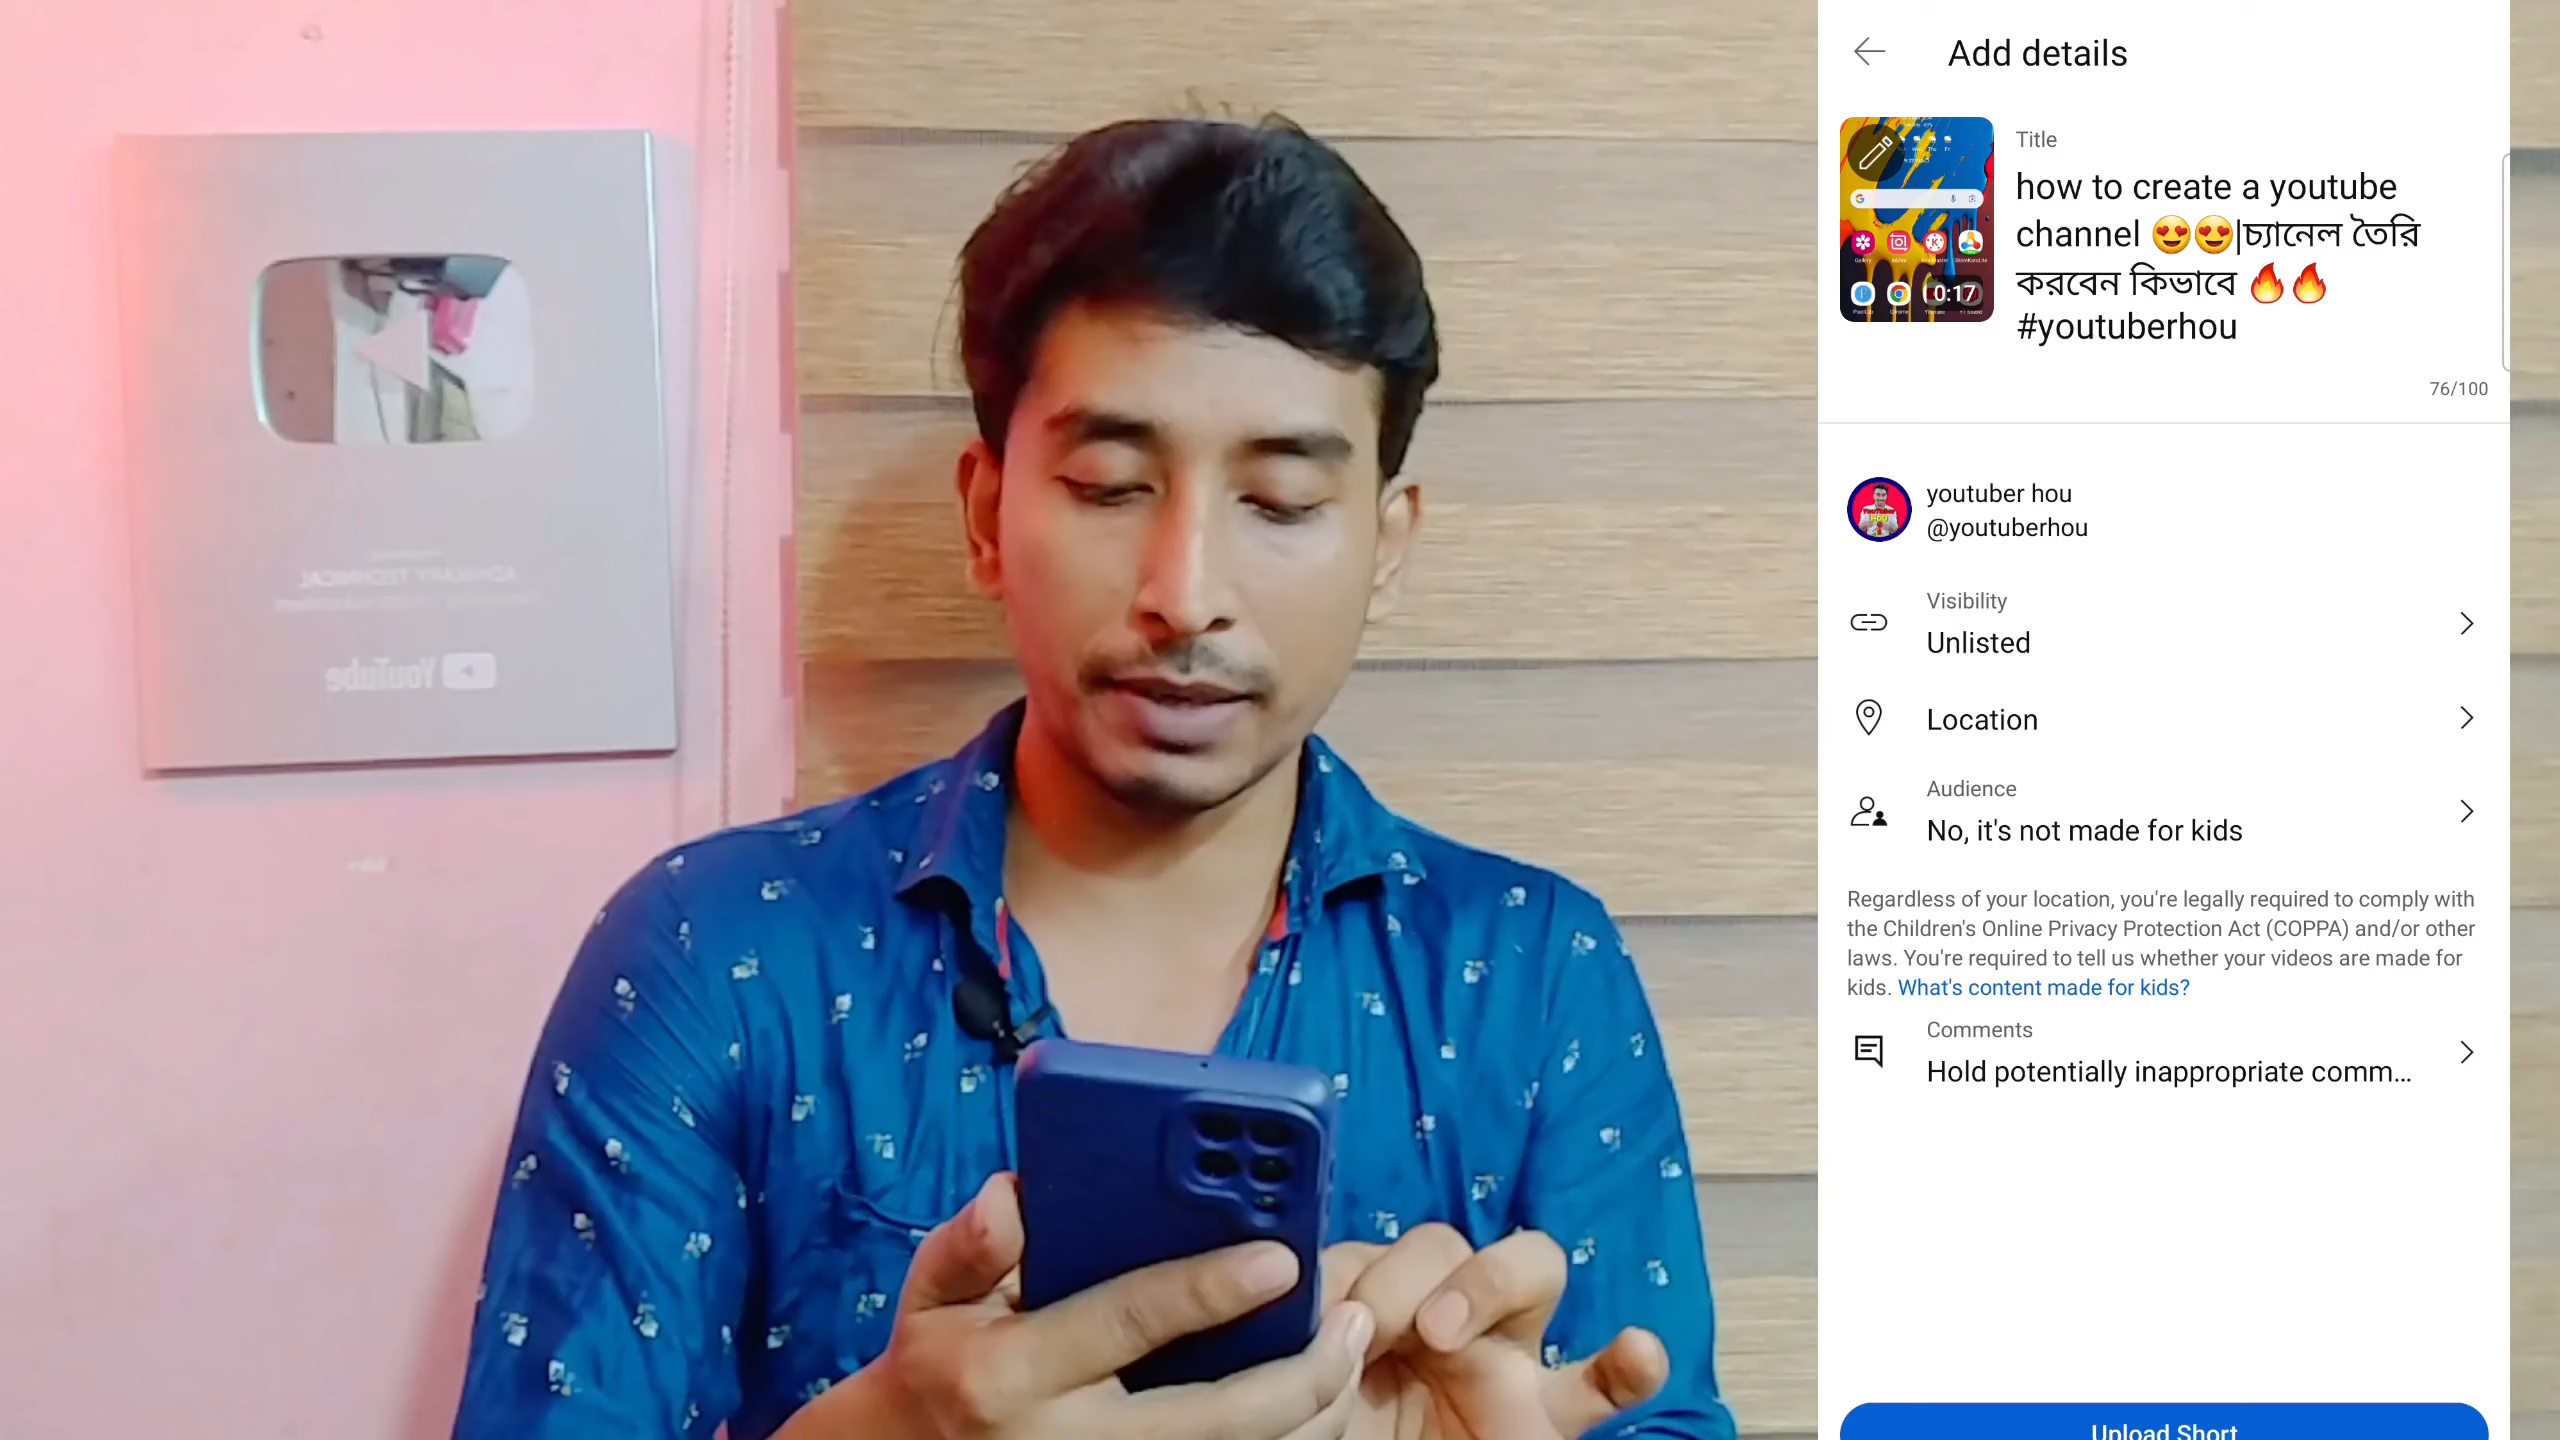 ADHIKARY TECHNICAL
YouTube
Add details
Title
how to create a youtube
channel 😍😍|চ্যানেল তৈরি
করবেন কিভাবে 🔥🔥
#youtuberhou
0:17
76/100
youtuber hou
@youtuberhou
Visibility
Unlisted
Location
Audience
No, it's not made for kids
Regardless of your location, you're legally required to comply with
the Children's Online Privacy Protection Act (COPPA) and/or other
laws. You're required to tell us whether your videos are made for
kids. What's content made for kids?
Comments
Hold potentially inappropriate comm...
Upload Short